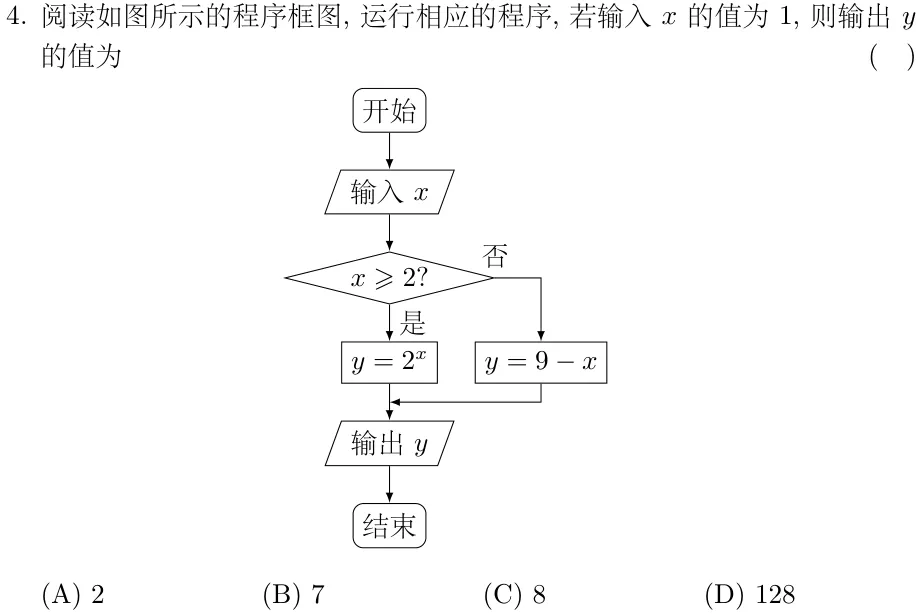 4. 阅读如图所示的程序框图, 运行相应的程序, 若输入 x 的值为 1, 则输出 y
的值为 ( )
开始
输入 x
x ⩾ 2?
否
是
y = 2^x
y = 9 − x
输出 y
结束
(A) 2 (B) 7 (C) 8 (D) 128